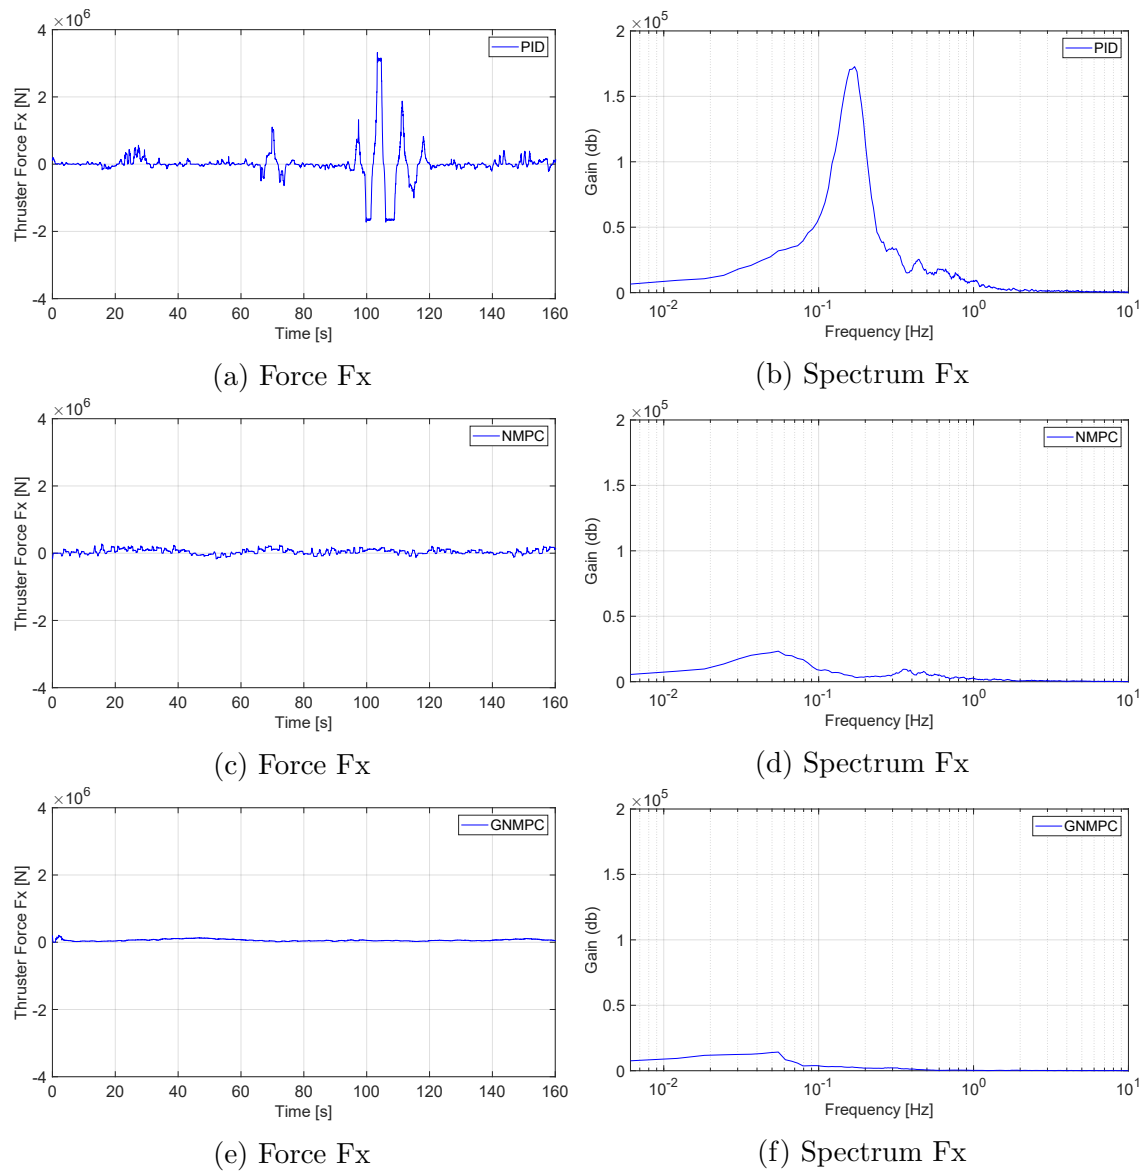 ×10^6
4
2
0
-2
-4
Thruster Force Fx [N]
PID
0 20 40 60 80 100 120 140 160
Time [s]
(a) Force Fx
×10^5
2
1.5
1
0.5
0
Gain (db)
PID
10^-2 10^-1 10^0 10^1
Frequency [Hz]
(b) Spectrum Fx
×10^6
4
2
0
-2
-4
Thruster Force Fx [N]
NMPC
0 20 40 60 80 100 120 140 160
Time [s]
(c) Force Fx
×10^5
2
1.5
1
0.5
0
Gain (db)
NMPC
10^-2 10^-1 10^0 10^1
Frequency [Hz]
(d) Spectrum Fx
×10^6
4
2
0
-2
-4
Thruster Force Fx [N]
GNMPC
0 20 40 60 80 100 120 140 160
Time [s]
(e) Force Fx
×10^5
2
1.5
1
0.5
0
Gain (db)
GNMPC
10^-2 10^-1 10^0 10^1
Frequency [Hz]
(f) Spectrum Fx